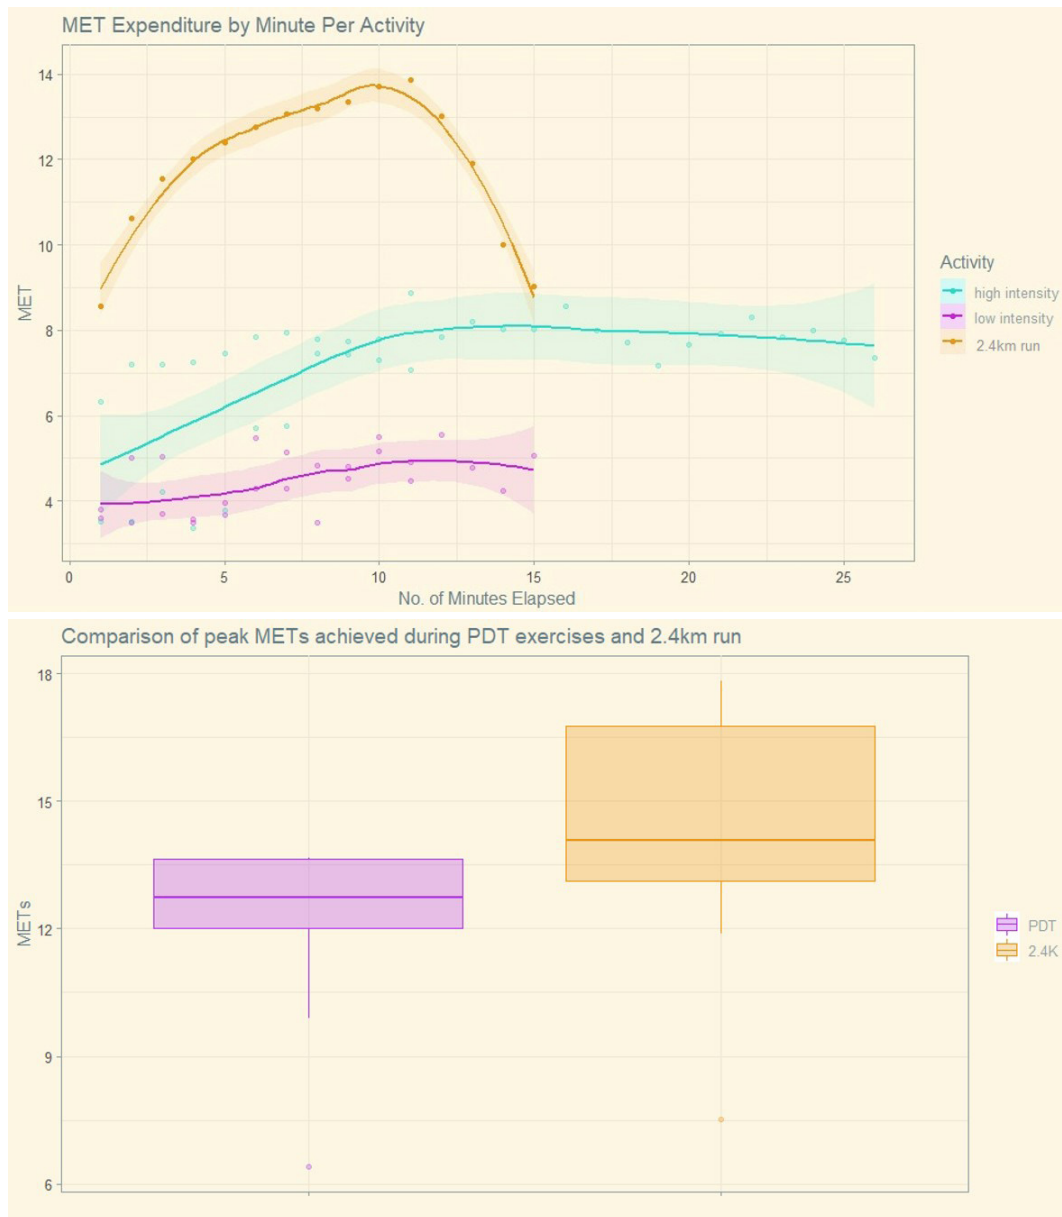 MET Expenditure by Minute Per Activity
14
12
10
8
6
4
MET
0 5 10 15 20 25
No. of Minutes Elapsed
Activity
high intensity
low intensity
2.4km run
Comparison of peak METs achieved during PDT exercises and 2.4km run
18
15
12
9
6
METs
PDT
2.4K